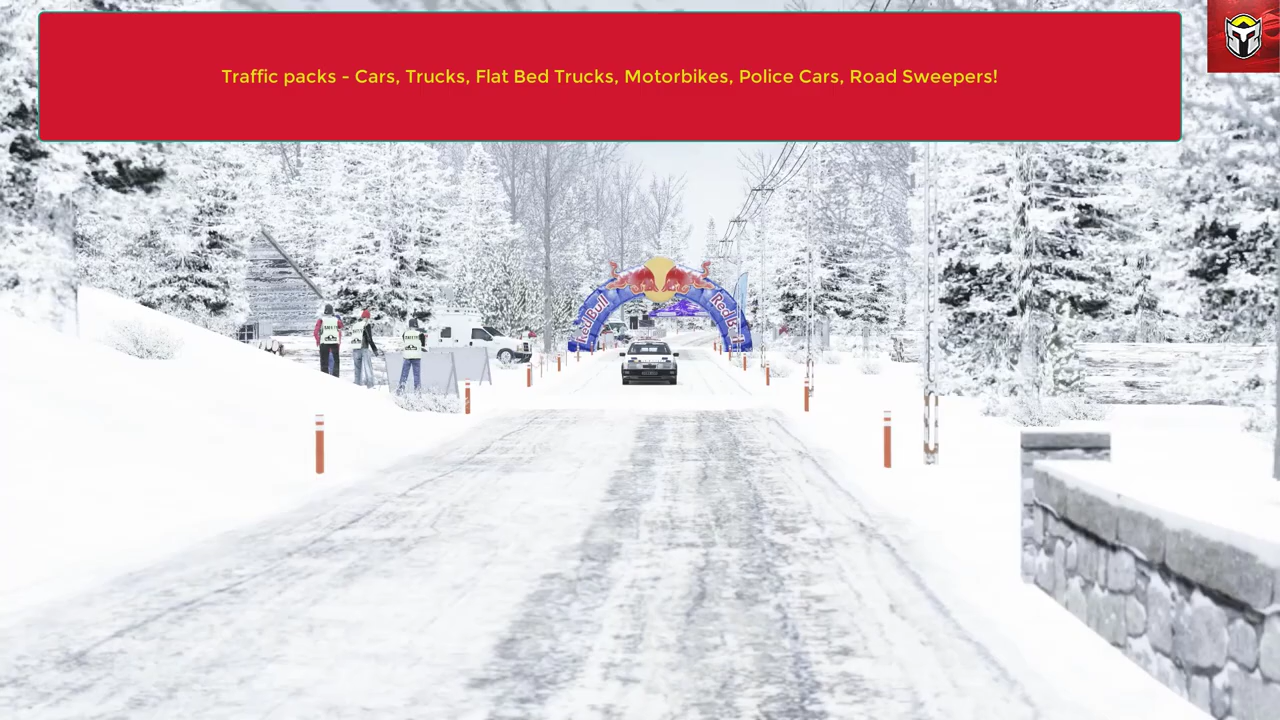 Traffic packs - Cars, Trucks, Flat Bed Trucks, Motorbikes, Police Cars, Road Sweepers!
Red Bull
Red Bull